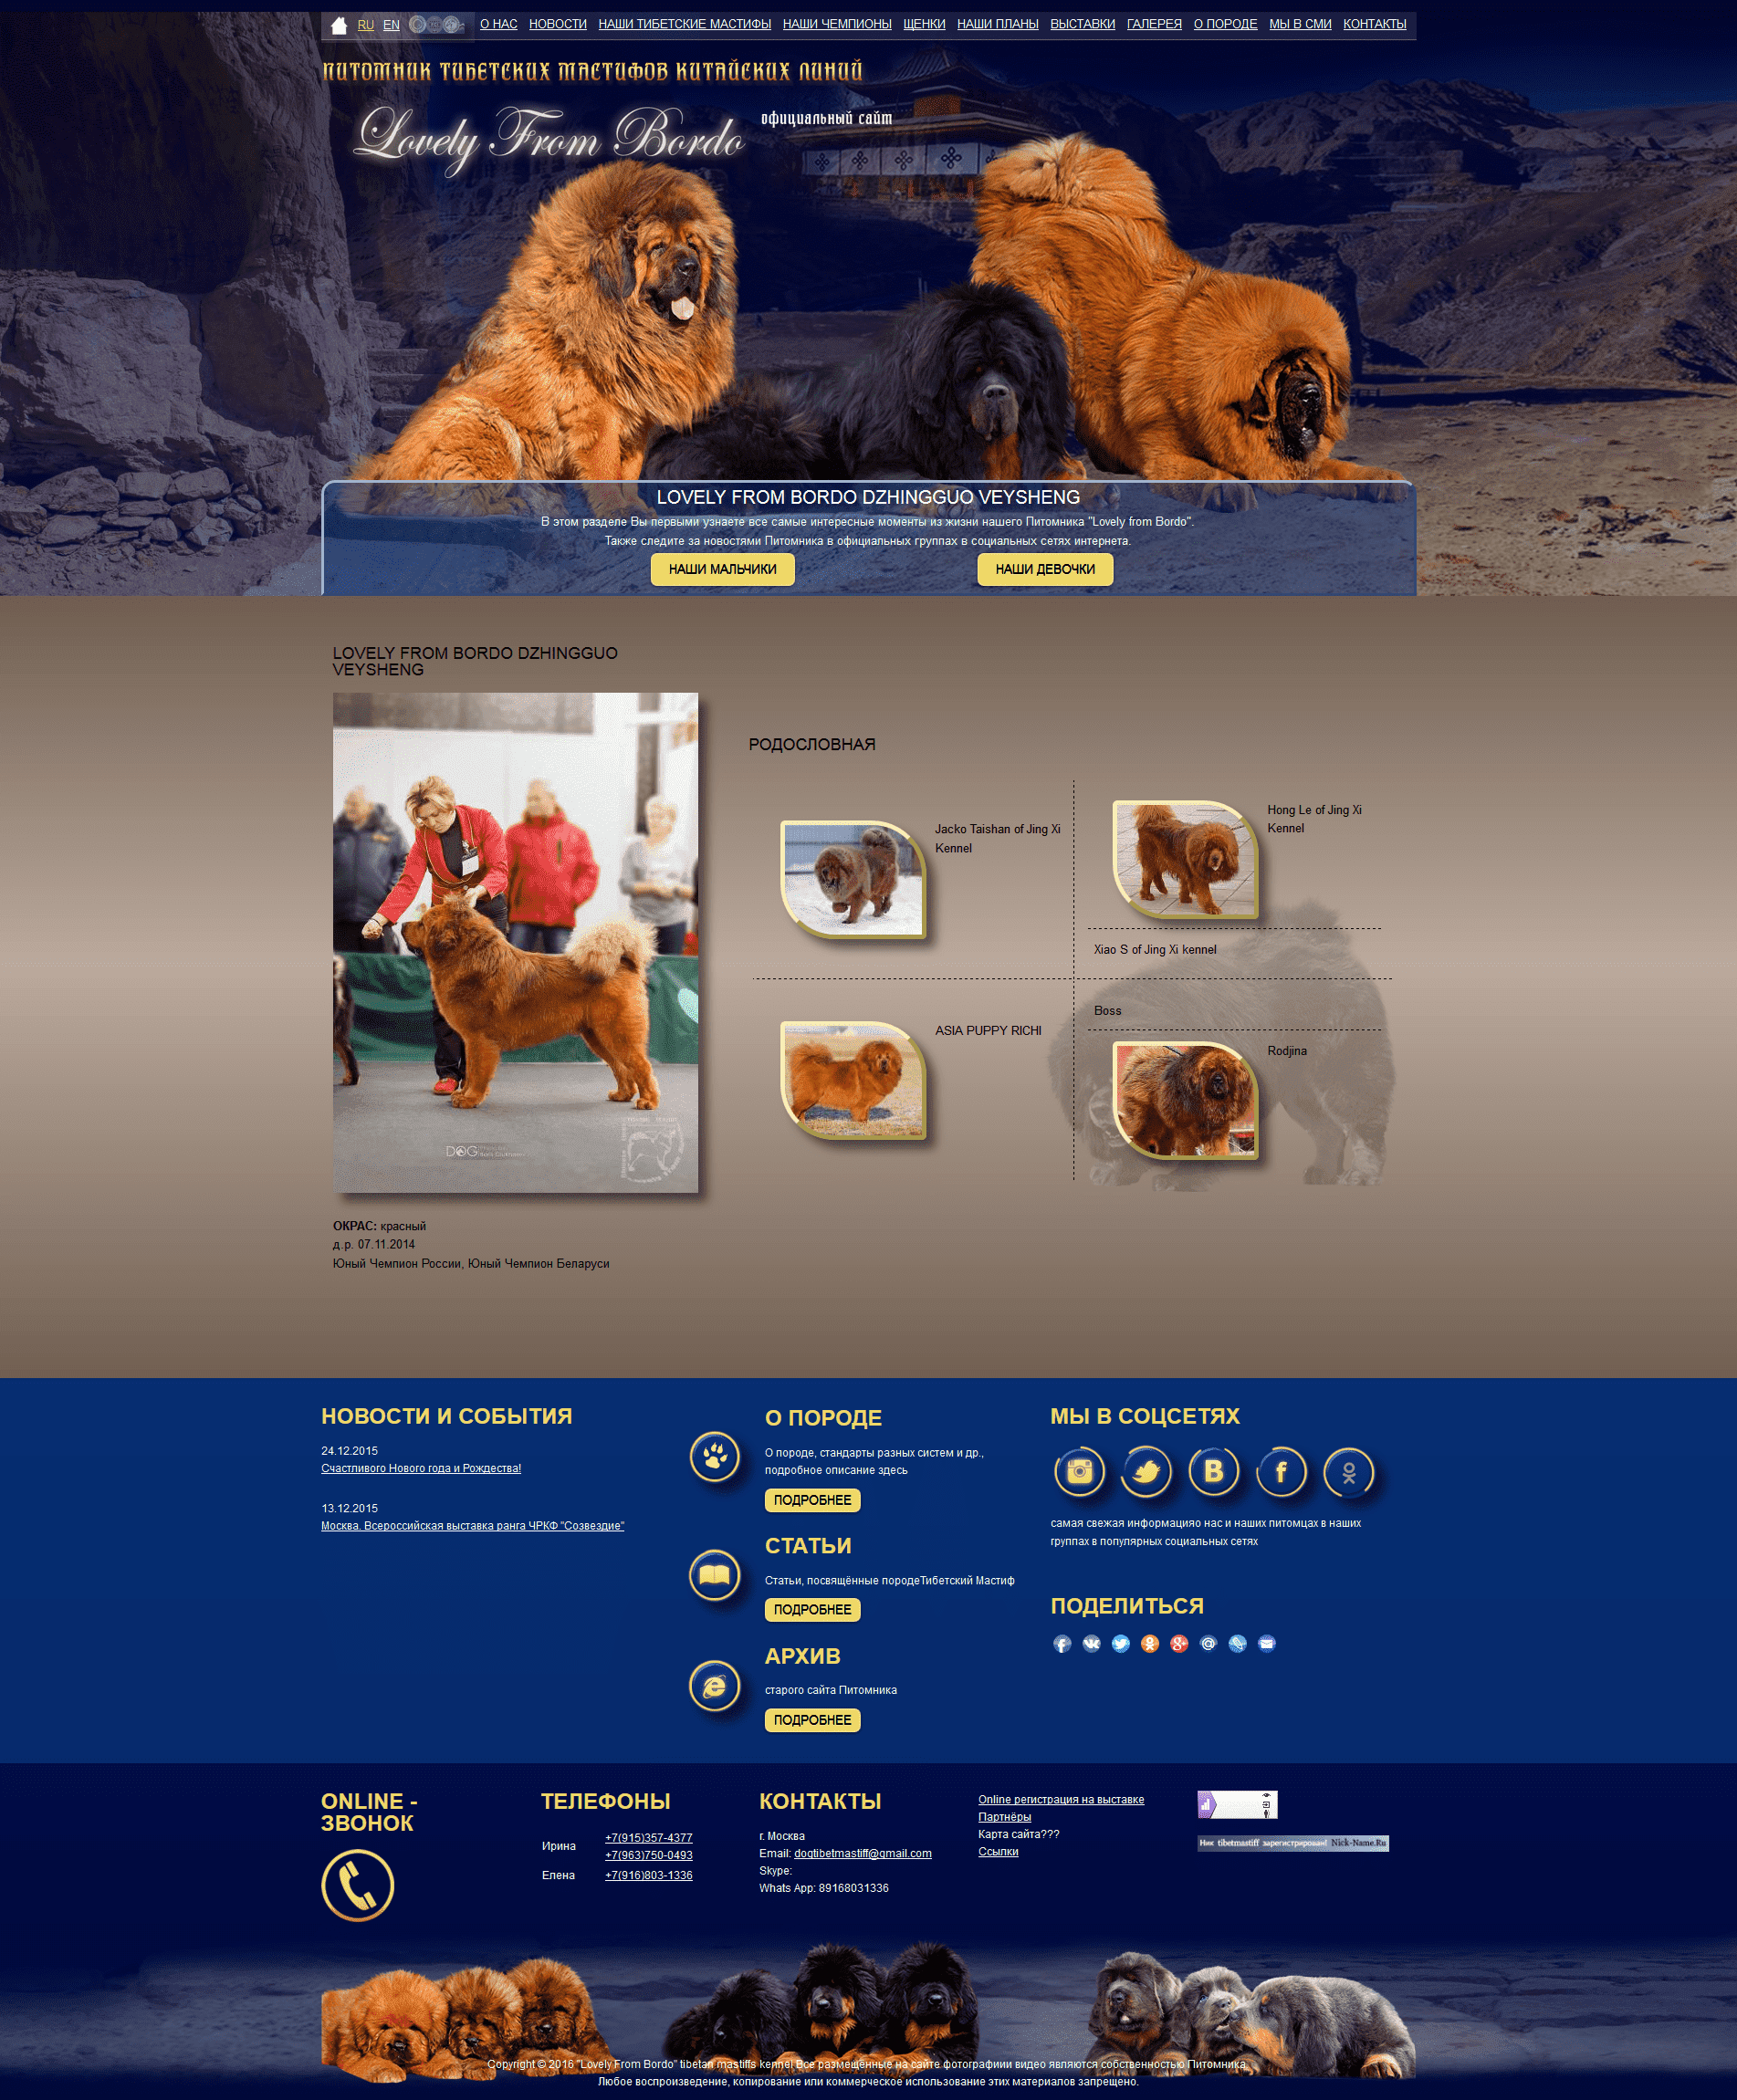 RU EN О НАС НОВОСТИ НАШИ ТИБЕТСКИЕ МАСТИФЫ НАШИ ЧЕМПИОНЫ ЩЕНКИ НАШИ ПЛАНЫ ВЫСТАВКИ ГАЛЕРЕЯ О ПОРОДЕ МЫ В СМИ КОНТАКТЫ
ПИТОМНИК ТИБЕТСКИХ МАСТИФОВ КИТАЙСКИХ ЛИНИЙ
Lovely From Bordo
официальный сайт
LOVELY FROM BORDO DZHINGGUO VEYSHENG
В этом разделе Вы первыми узнаете все самые интересные моменты из жизни нашего Питомника "Lovely from Bordo".
Также следите за новостями Питомника в официальных группах в социальных сетях интернета.
НАШИ МАЛЬЧИКИ НАШИ ДЕВОЧКИ
LOVELY FROM BORDO DZHINGGUO
VEYSHENG
DOG
ОКРАС: красный
д.р. 07.11.2014
Юный Чемпион России, Юный Чемпион Беларуси
РОДОСЛОВНАЯ
Jacko Taishan of Jing Xi
Kennel
Hong Le of Jing Xi
Kennel
Xiao S of Jing Xi kennel
ASIA PUPPY RICHI
Boss
Rodjina
НОВОСТИ И СОБЫТИЯ
24.12.2015
Счастливого Нового года и Рождества!
13.12.2015
Москва. Всероссийская выставка ранга ЧРКФ "Созвездие"
О ПОРОДЕ
О породе, стандарты разных систем и др.,
подробное описание здесь
ПОДРОБНЕЕ
СТАТЬИ
Статьи, посвящённые породеТибетский Мастиф
ПОДРОБНЕЕ
АРХИВ
старого сайта Питомника
ПОДРОБНЕЕ
МЫ В СОЦСЕТЯХ
самая свежая информацияо нас и наших питомцах в наших
группах в популярных социальных сетях
ПОДЕЛИТЬСЯ
ONLINE -
ЗВОНОК
ТЕЛЕФОНЫ
Ирина
+7(915)357-4377
+7(963)750-0493
Елена +7(916)803-1336
КОНТАКТЫ
г. Москва
Email: dogtibetmastiff@gmail.com
Skype:
Whats App: 89168031336
Online регистрация на выставке
Партнёры
Карта сайта???
Ссылки
Ник tibetmastiff зарегистрирован! Nick-Name.Ru
Copyright © 2016 "Lovely From Bordo" tibetan mastiffs kennel Все размещённые на сайте фотографиии видео являются собственностью Питомника.
Любое воспроизведение, копирование или коммерческое использование этих материалов запрещено.